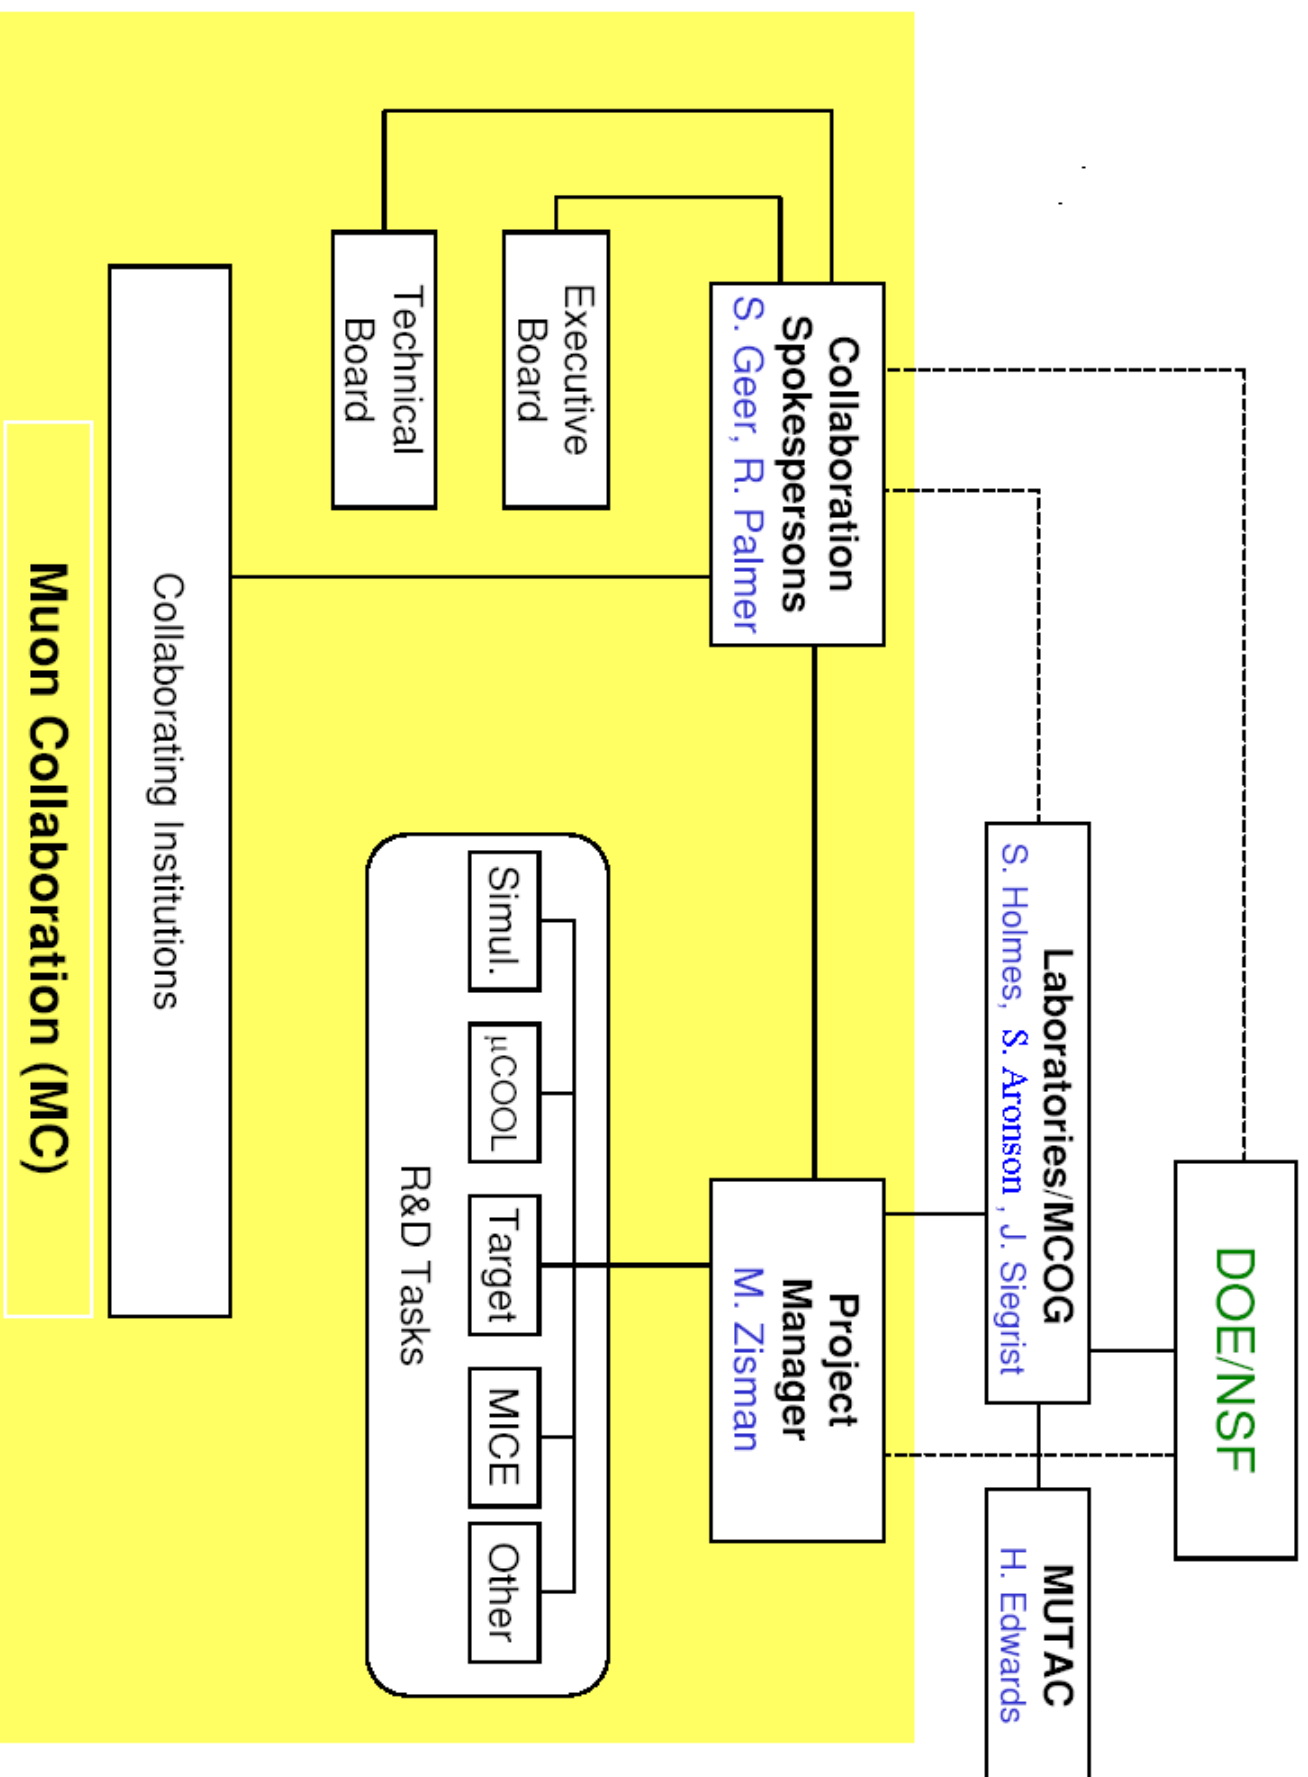 DOE/NSF
Laboratories/MCOG
S. Holmes, S. Aronson , J. Siegrist
MUTAC
H. Edwards
Collaboration
Spokespersons
S. Geer, R. Palmer
Project
Manager
M. Zisman
Executive
Board
Technical
Board
Simul.
μCOOL
Target
MICE
Other
R&D Tasks
Collaborating Institutions
Muon Collaboration (MC)